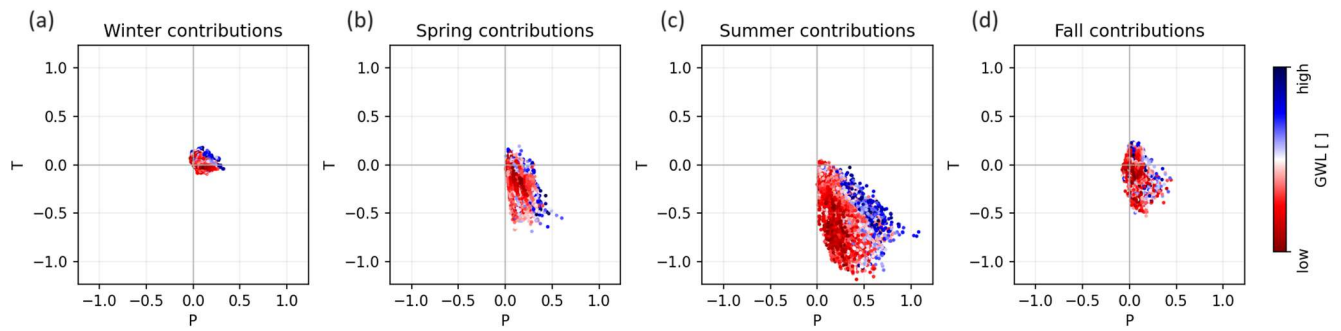 (a) (b) (c) (d)
Winter contributions Spring contributions Summer contributions Fall contributions
1.0 1.0 1.0 1.0 high
0.5 0.5 0.5 0.5
T 0.0 T 0.0 T 0.0 T 0.0 GWL [ ]
−0.5 −0.5 −0.5 −0.5
−1.0 −1.0 −1.0 −1.0 low
−1.0 −0.5 0.0 0.5 1.0 −1.0 −0.5 0.0 0.5 1.0 −1.0 −0.5 0.0 0.5 1.0 −1.0 −0.5 0.0 0.5 1.0
P P P P